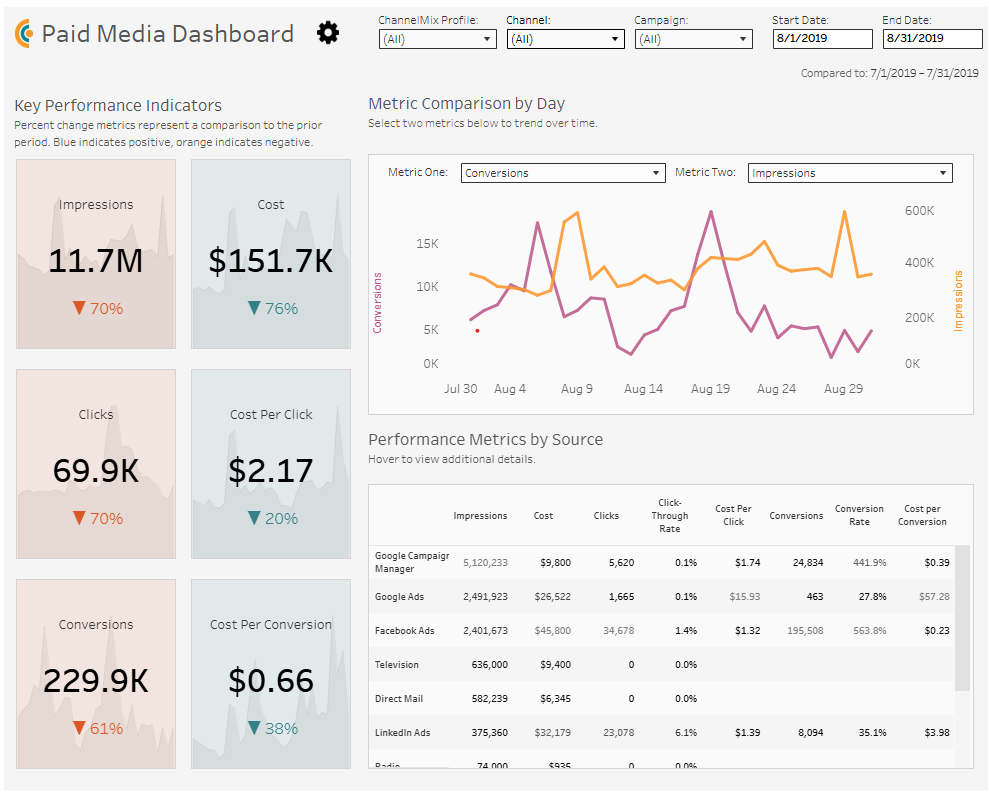 Paid Media Dashboard
ChannelMix Profile:
(All)
Channel:
(All)
Campaign:
(All)
Start Date:
8/1/2019
End Date:
8/31/2019
Compared to: 7/1/2019 – 7/31/2019
Key Performance Indicators
Percent change metrics represent a comparison to the prior
period. Blue indicates positive, orange indicates negative.
Impressions
11.7M
▼ 70%
Cost
$151.7K
▼ 76%
Clicks
69.9K
▼ 70%
Cost Per Click
$2.17
▼ 20%
Conversions
229.9K
▼ 61%
Cost Per Conversion
$0.66
▼ 38%
Metric Comparison by Day
Select two metrics below to trend over time.
Metric One:
Conversions
Metric Two:
Impressions
Conversions
15K
10K
5K
0K
600K
400K
200K
0K
Impressions
Jul 30 Aug 4 Aug 9 Aug 14 Aug 19 Aug 24 Aug 29
Performance Metrics by Source
Hover to view additional details.
Impressions Cost Clicks Click-Through Rate Cost Per Click Conversions Conversion Rate Cost per Conversion
Google Campaigr
Manager 5,120,233 $9,800 5,620 0.1% $1.74 24,834 441.9% $0.39
Google Ads 2,491,923 $26,522 1,665 0.1% $15.93 463 27.8% $57.28
Facebook Ads 2,401,673 $45,800 34,678 1.4% $1.32 195,508 563.8% $0.23
Television 636,000 $9,400 0 0.0%
Direct Mail 582,239 $6,345 0 0.0%
LinkedIn Ads 375,360 $32,179 23,078 6.1% $1.39 8,094 35.1% $3.98
Radio 74,000 $935 0 0.0%